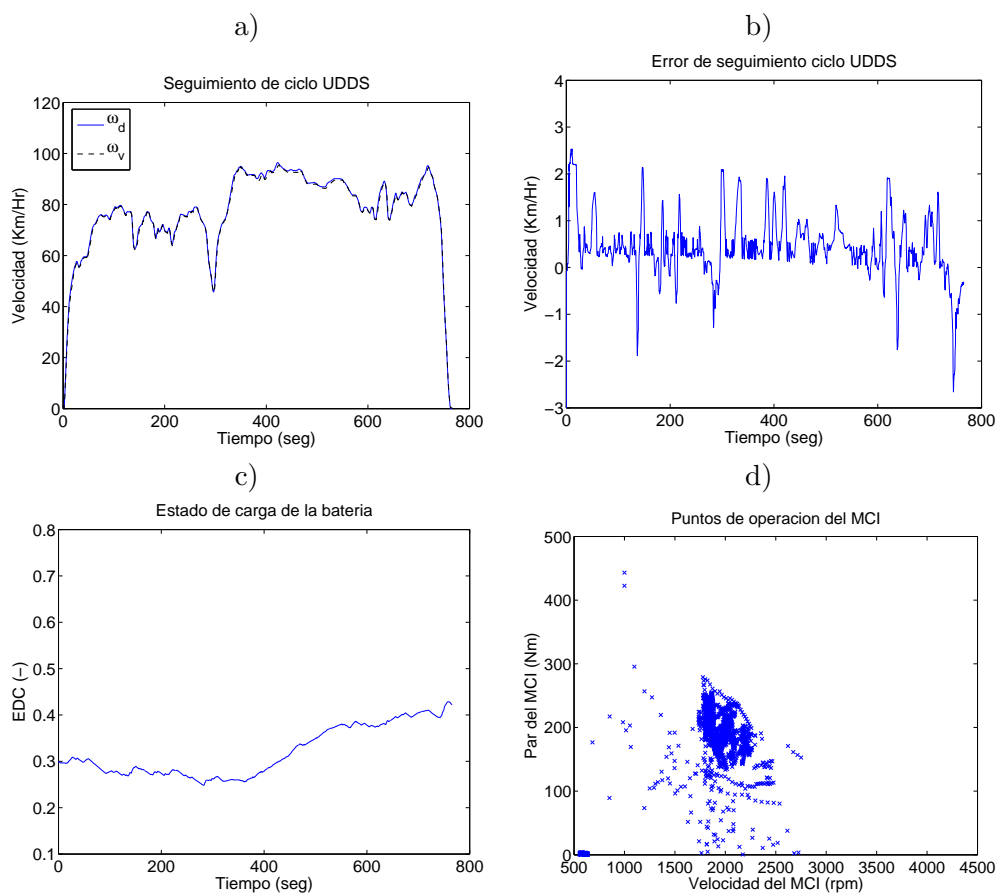 a)
Seguimiento de ciclo UDDS
120
100
80
60
40
20
0
ω_d
ω_v
Velocidad (Km/Hr)
0 200 400 600 800
Tiempo (seg)
b)
Error de seguimiento ciclo UDDS
4
3
2
1
0
−1
−2
−3
Velocidad (Km/Hr)
0 200 400 600 800
Tiempo (seg)
c)
Estado de carga de la bateria
0.8
0.7
0.6
0.5
0.4
0.3
0.2
0.1
EDC (−)
0 200 400 600 800
Tiempo (seg)
d)
Puntos de operacion del MCI
500
400
300
200
100
0
Par del MCI (Nm)
500 1000 1500 2000 2500 3000 3500 4000 4500
Velocidad del MCI (rpm)